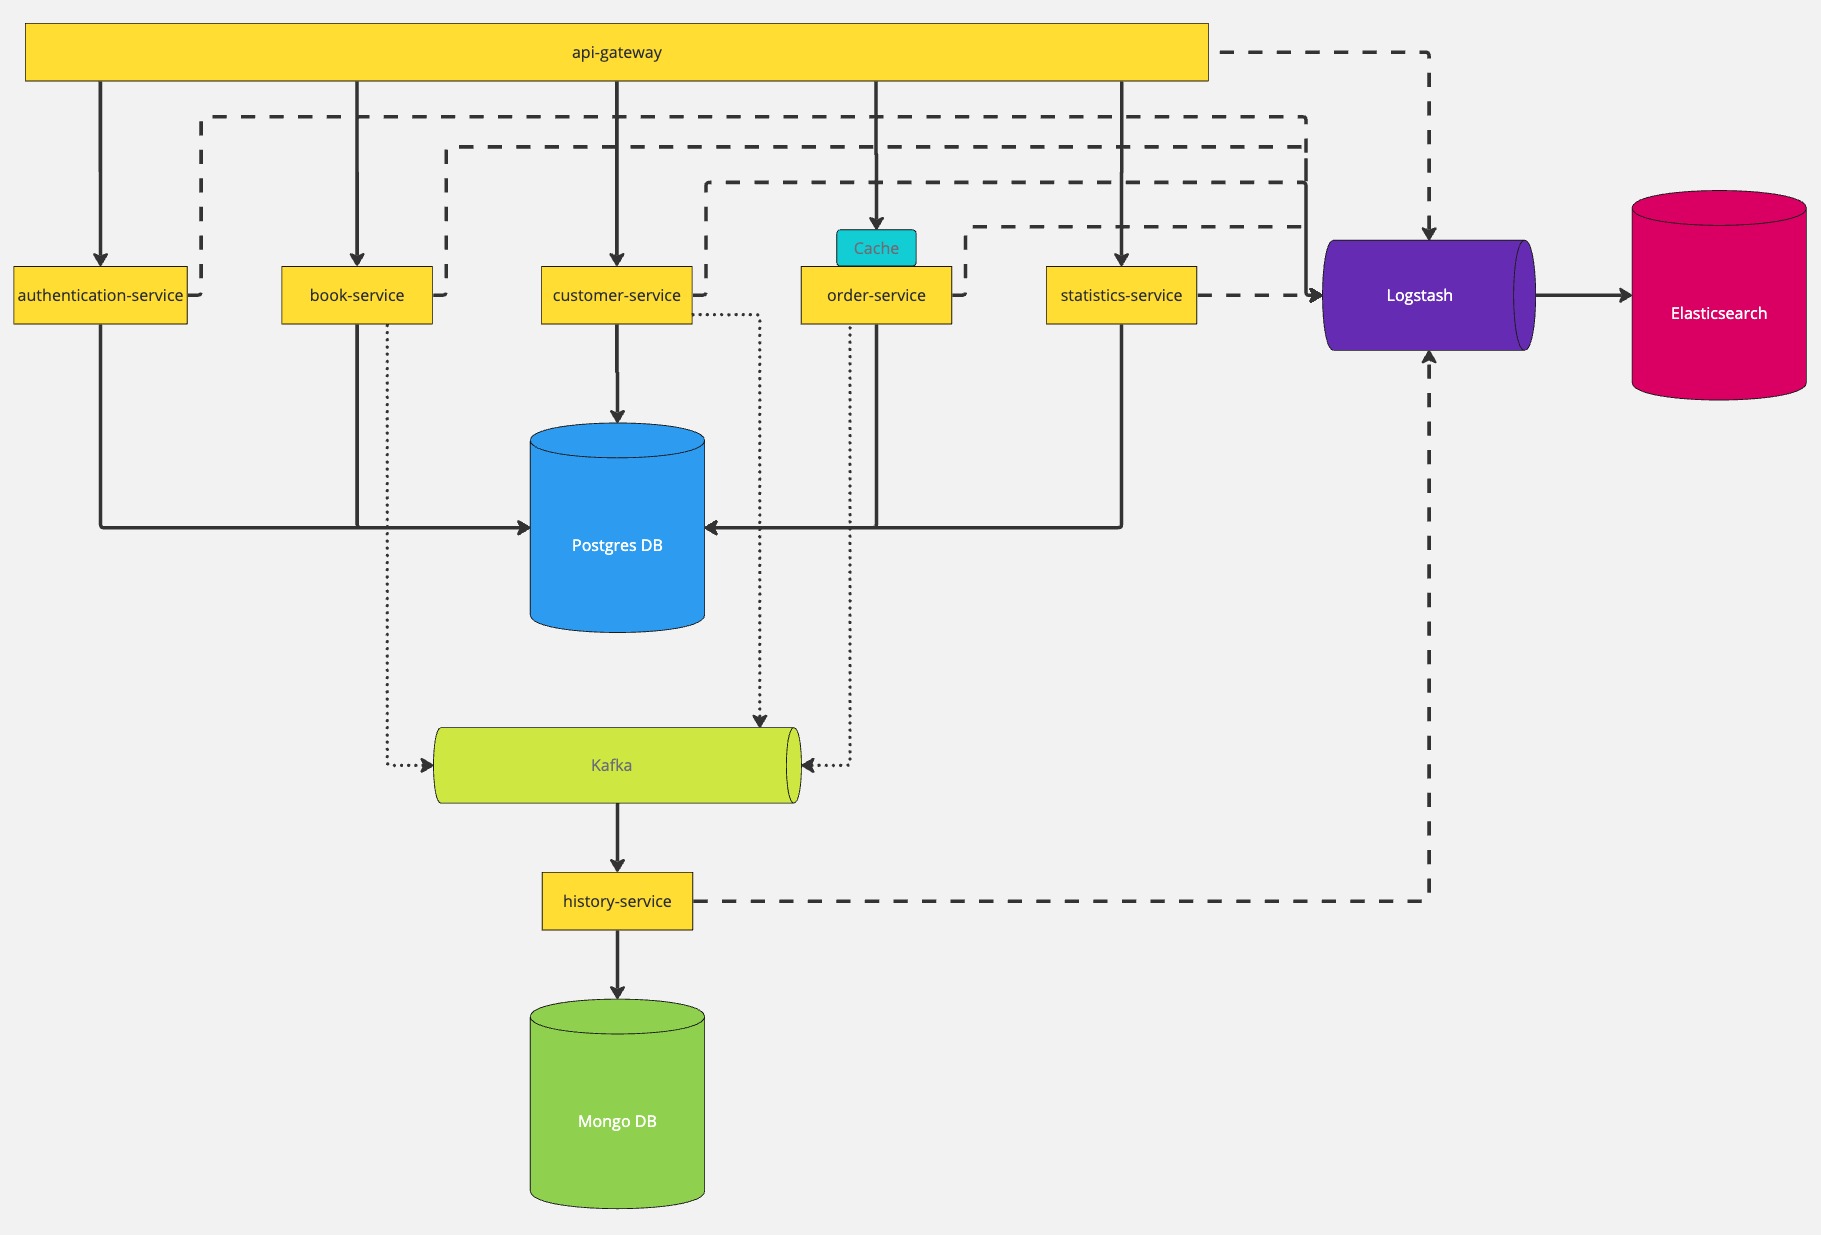 api-gateway
Cache
authentication-service
book-service
customer-service
order-service
statistics-service
Logstash
Elasticsearch
Postgres DB
Kafka
history-service
Mongo DB